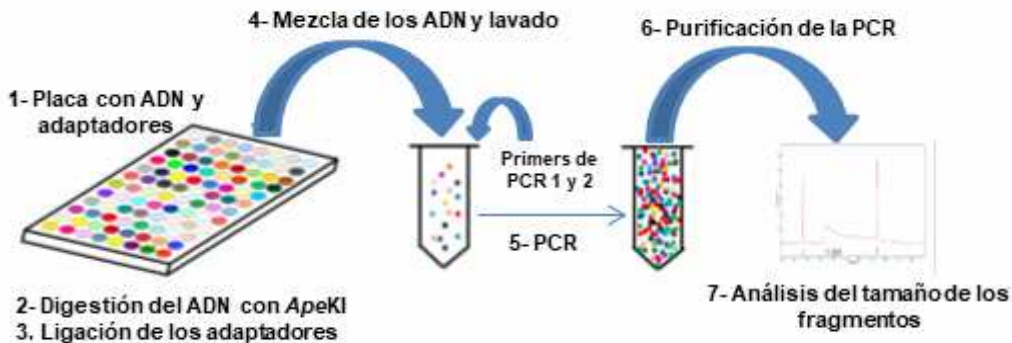 4- Mezcla de los ADN y lavado
6- Purificación de la PCR
1- Placa con ADN y
adaptadores
Primers de
PCR 1 y 2
5- PCR
2- Digestión del ADN con ApeKI
3. Ligación de los adaptadores
7- Análisis del tamaño de los
fragmentos